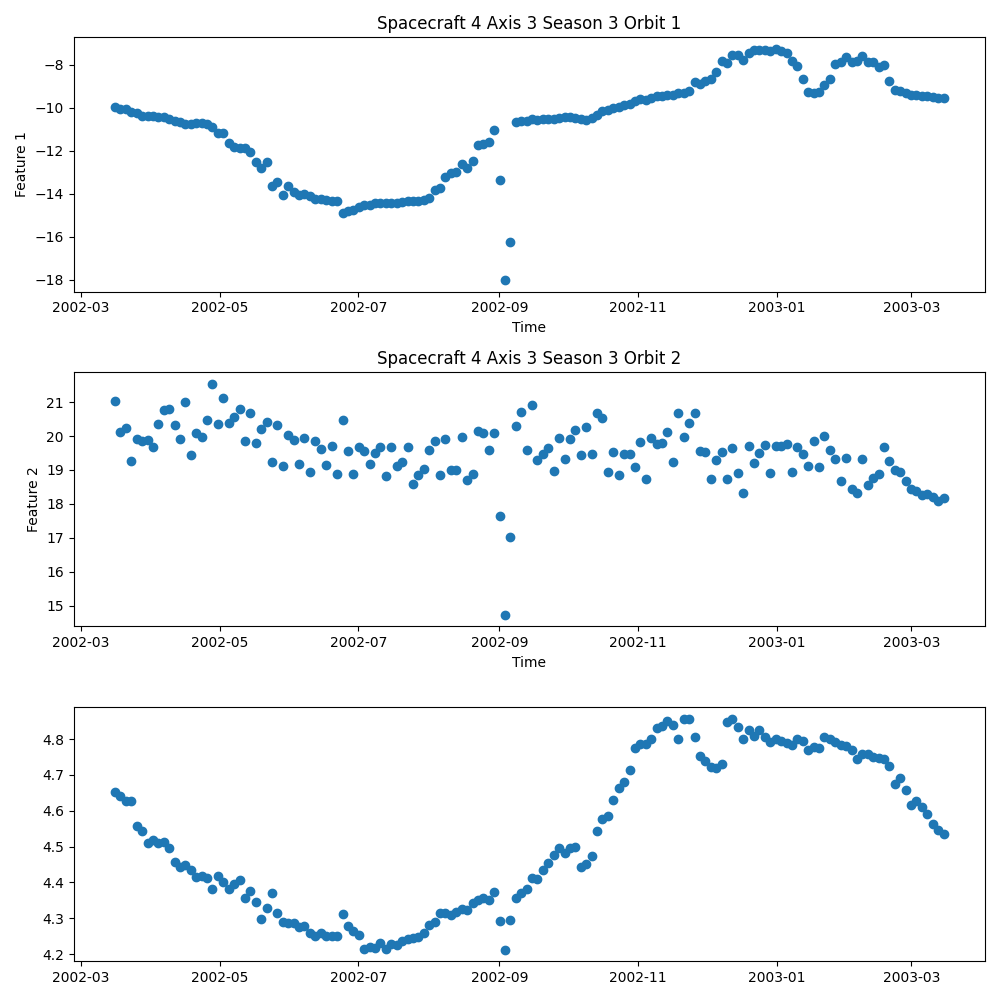 Spacecraft 4 Axis 3 Season 3 Orbit 1
Feature 1
−8
−10
−12
−14
−16
−18
2002-03 2002-05 2002-07 2002-09 2002-11 2003-01 2003-03
Time
Spacecraft 4 Axis 3 Season 3 Orbit 2
Feature 2
21
20
19
18
17
16
15
2002-03 2002-05 2002-07 2002-09 2002-11 2003-01 2003-03
Time
4.8
4.7
4.6
4.5
4.4
4.3
4.2
2002-03 2002-05 2002-07 2002-09 2002-11 2003-01 2003-03